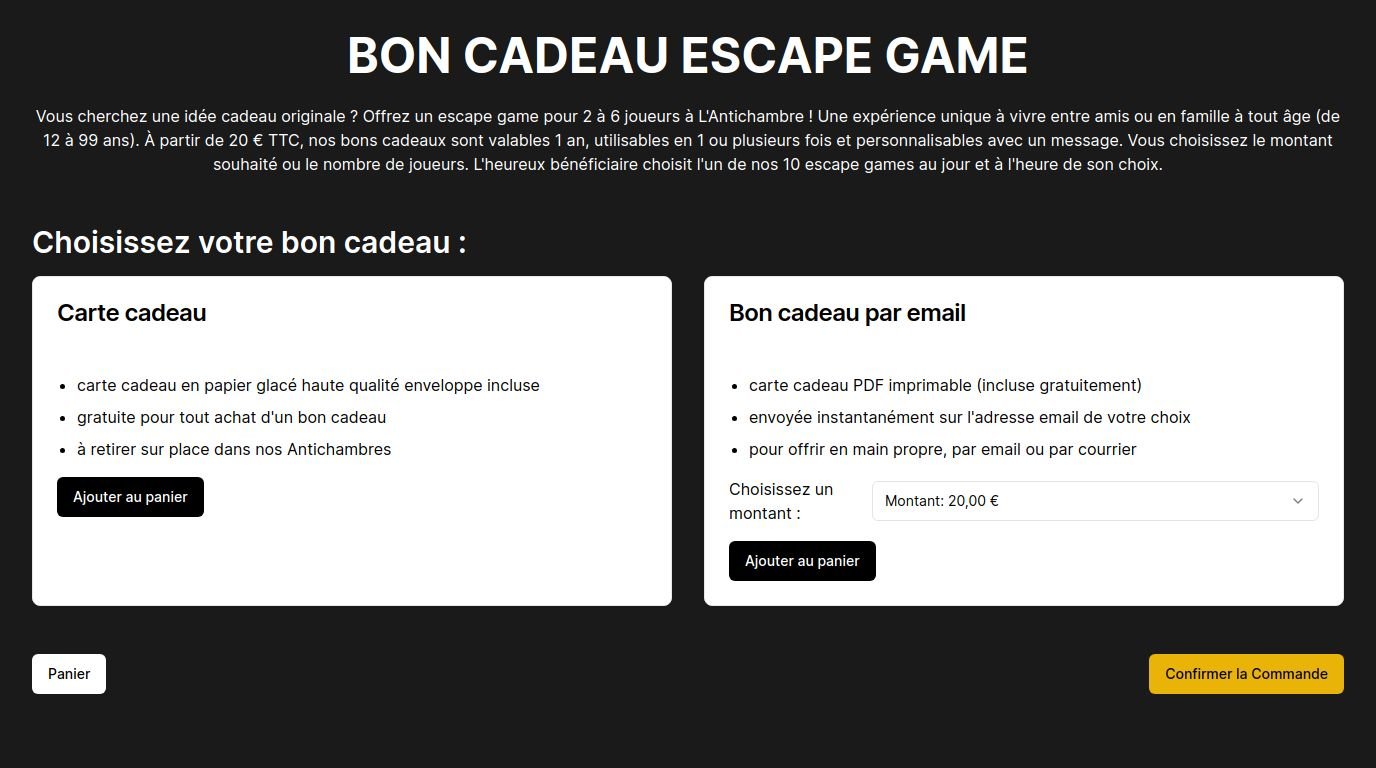 BON CADEAU ESCAPE GAME
Vous cherchez une idée cadeau originale ? Offrez un escape game pour 2 à 6 joueurs à L'Antichambre ! Une expérience unique à vivre entre amis ou en famille à tout âge (de
12 à 99 ans). À partir de 20 € TTC, nos bons cadeaux sont valables 1 an, utilisables en 1 ou plusieurs fois et personnalisables avec un message. Vous choisissez le montant
souhaité ou le nombre de joueurs. L'heureux bénéficiaire choisit l'un de nos 10 escape games au jour et à l'heure de son choix.
Choisissez votre bon cadeau :
Carte cadeau
• carte cadeau en papier glacé haute qualité enveloppe incluse
• gratuite pour tout achat d'un bon cadeau
• à retirer sur place dans nos Antichambres
Ajouter au panier
Bon cadeau par email
• carte cadeau PDF imprimable (incluse gratuitement)
• envoyée instantanément sur l'adresse email de votre choix
• pour offrir en main propre, par email ou par courrier
Choisissez un
montant :
Montant: 20,00 €
Ajouter au panier
Panier
Confirmer la Commande